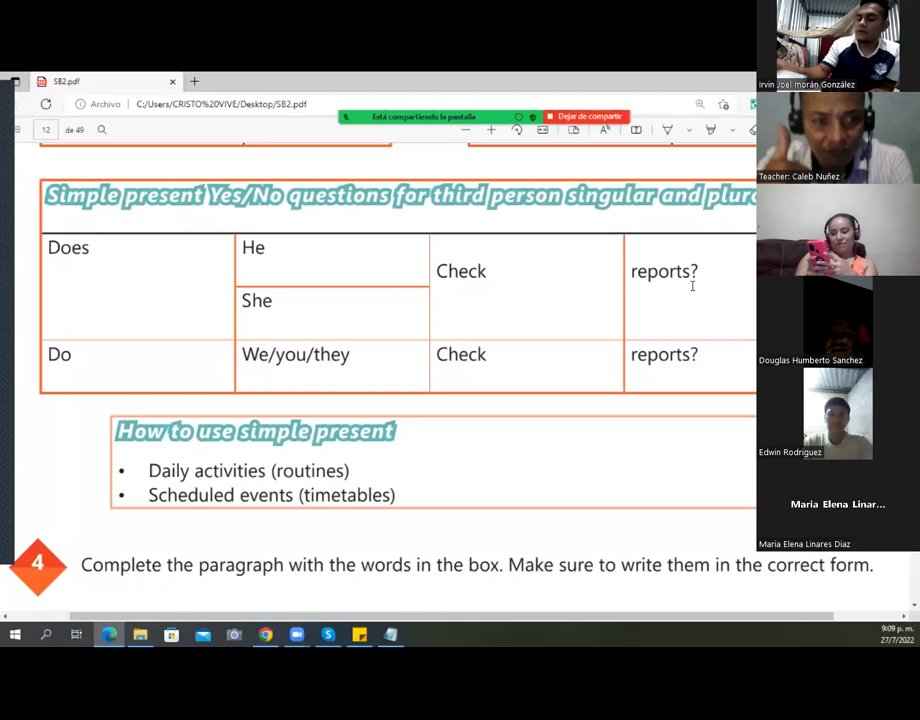 SB2.pdf
Archivo
C:/Users/CRISTO%20VIVE/Desktop/SB2.pdf
Está compartiendo la pantalla
Dejar de compartir
12
de 49
Simple present Yes/No questions for third person singular and plura
Does
He
Check
reports?
She
Do
We/you/they
Check
reports?
How to use simple present
• Daily activities (routines)
• Scheduled events (timetables)
4
Complete the paragraph with the words in the box. Make sure to write them in the correct form.
Irvin Joel morán González
Teacher: Caleb Nuñez
Douglas Humberto Sanchez
Edwin Rodriguez
Maria Elena Linar...
Maria Elena Linares Diaz
9:09 p. m.
27/7/2022